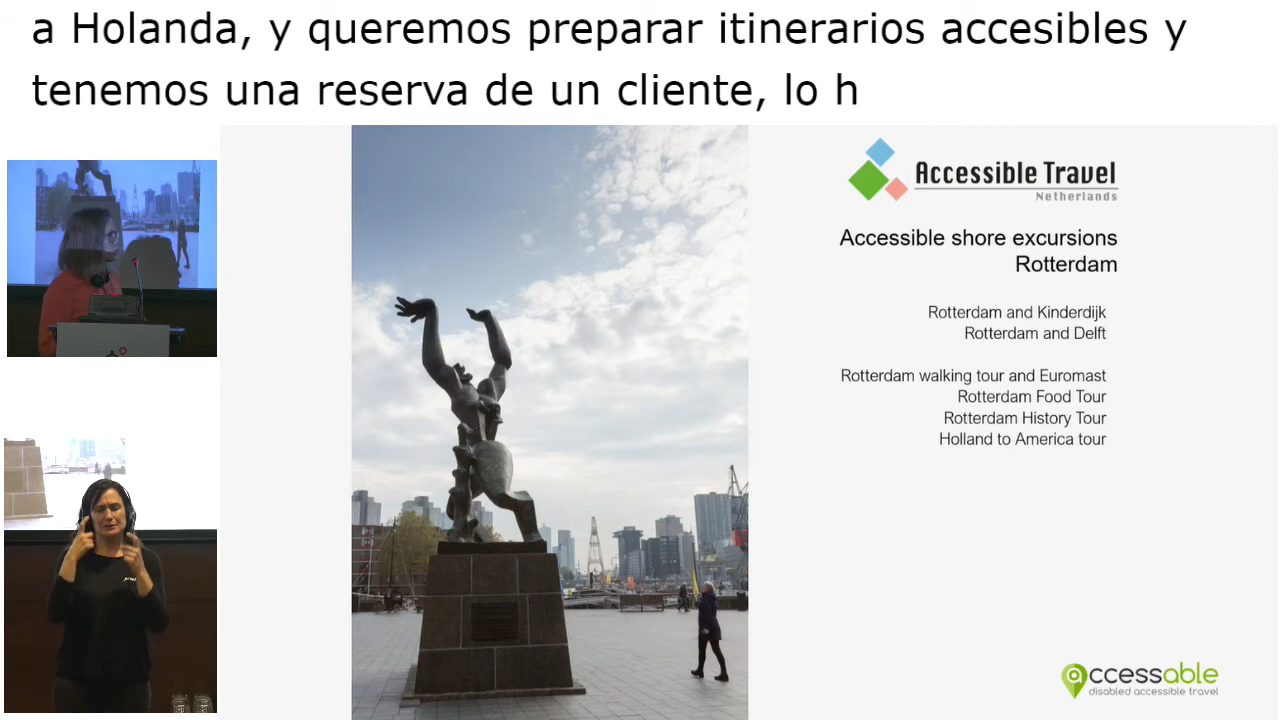 a Holanda, y queremos preparar itinerarios accesibles y
tenemos una reserva de un cliente, lo h
Accessible Travel
Netherlands
Accessible shore excursions
Rotterdam
Rotterdam and Kinderdijk
Rotterdam and Delft
Rotterdam walking tour and Euromast
Rotterdam Food Tour
Rotterdam History Tour
Holland to America tour
accessable
disabled accessible travel